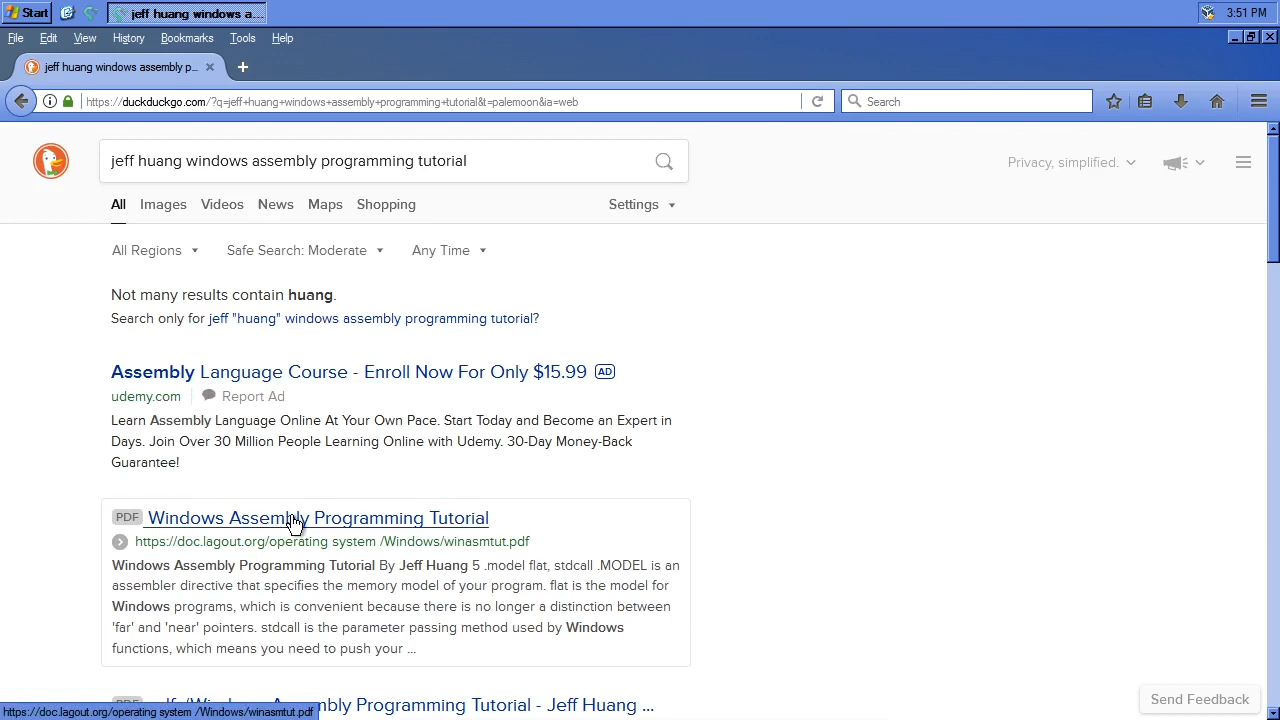 Start
jeff huang windows a...
3:51 PM
File Edit View History Bookmarks Tools Help
jeff huang windows assembly p...
https://duckduckgo.com/?q=jeff+huang+windows+assembly+programming+tutorial&t=palemoon&ia=web
Search
jeff huang windows assembly programming tutorial
Privacy, simplified.
All Images Videos News Maps Shopping Settings
All Regions Safe Search: Moderate Any Time
Not many results contain huang.
Search only for jeff "huang" windows assembly programming tutorial?
Assembly Language Course - Enroll Now For Only $15.99 AD
udemy.com Report Ad
Learn Assembly Language Online At Your Own Pace. Start Today and Become an Expert in
Days. Join Over 30 Million People Learning Online with Udemy. 30-Day Money-Back
Guarantee!
PDF Windows Assembly Programming Tutorial
https://doc.lagout.org/operating system /Windows/winasmtut.pdf
Windows Assembly Programming Tutorial By Jeff Huang 5 .model flat, stdcall .MODEL is an
assembler directive that specifies the memory model of your program. flat is the model for
Windows programs, which is convenient because there is no longer a distinction between
'far' and 'near' pointers. stdcall is the parameter passing method used by Windows
functions, which means you need to push your ...
Assembly Programming Tutorial - Jeff Huang ...
Send Feedback
https://doc.lagout.org/operating system /Windows/winasmtut.pdf